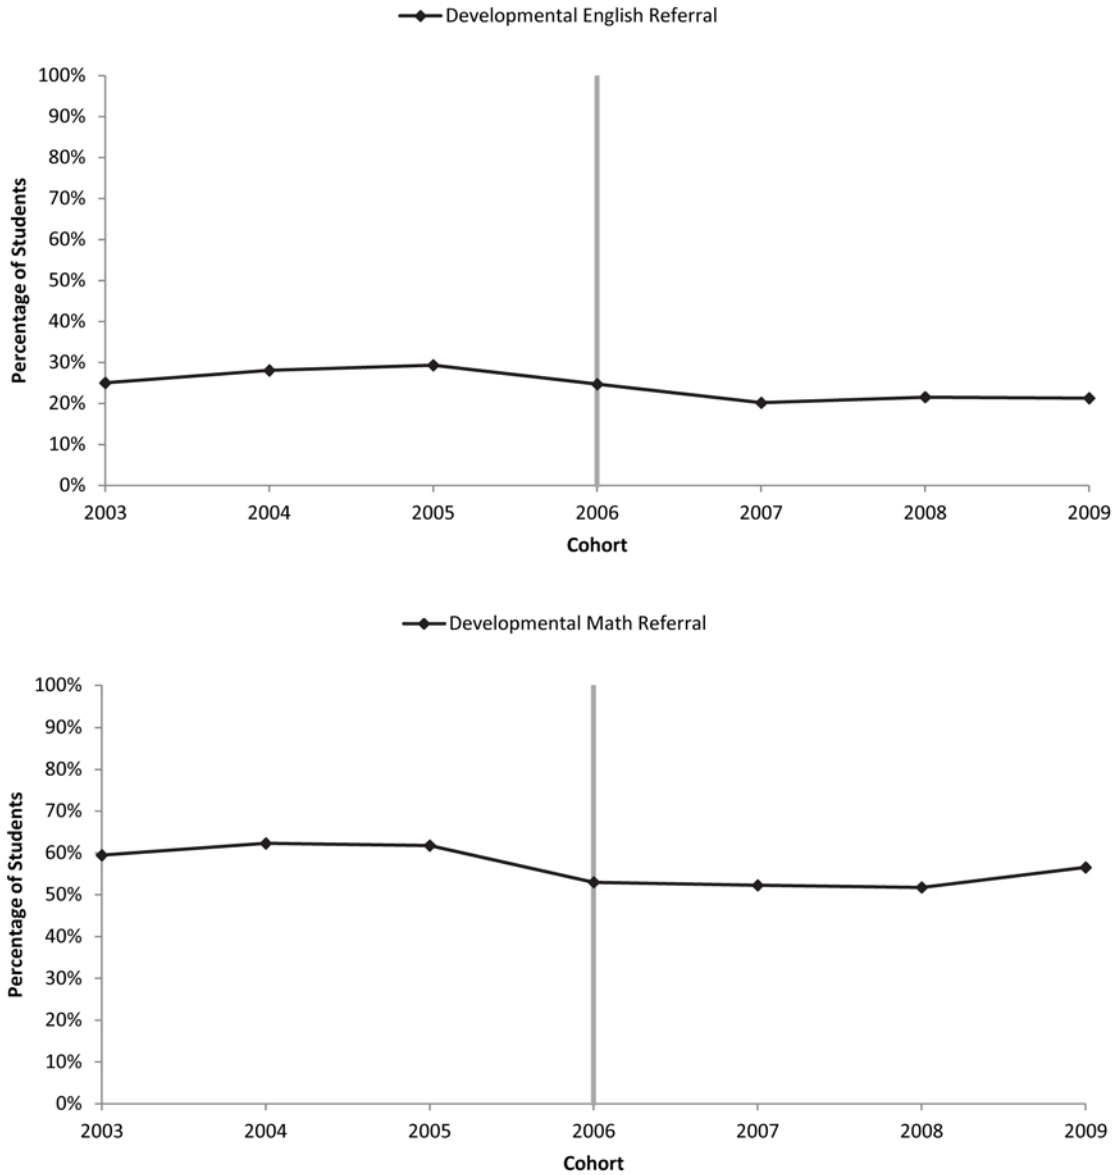 Developmental English Referral
100%
90%
80%
70%
60%
50%
40%
30%
20%
10%
0%
Percentage of Students
2003 2004 2005 2006 2007 2008 2009
Cohort
Developmental Math Referral
100%
90%
80%
70%
60%
50%
40%
30%
20%
10%
0%
Percentage of Students
2003 2004 2005 2006 2007 2008 2009
Cohort